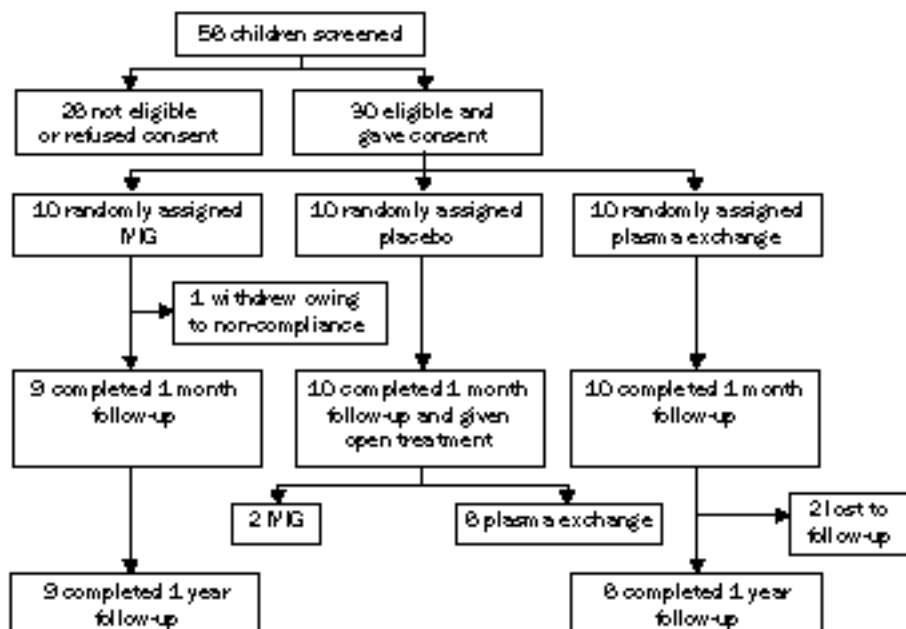 58 children screened
28 not eligible
or refused consent
30 eligible and
gave consent
10 randomly assigned
IVIG
10 randomly assigned
placebo
10 randomly assigned
plasma exchange
1 withdrew owing
to non-compliance
9 completed 1 month
follow-up
10 completed 1 month
follow-up and given
open treatment
10 completed 1 month
follow-up
2 IVIG
8 plasma exchange
2 lost to
follow-up
9 completed 1 year
follow-up
8 completed 1 year
follow-up